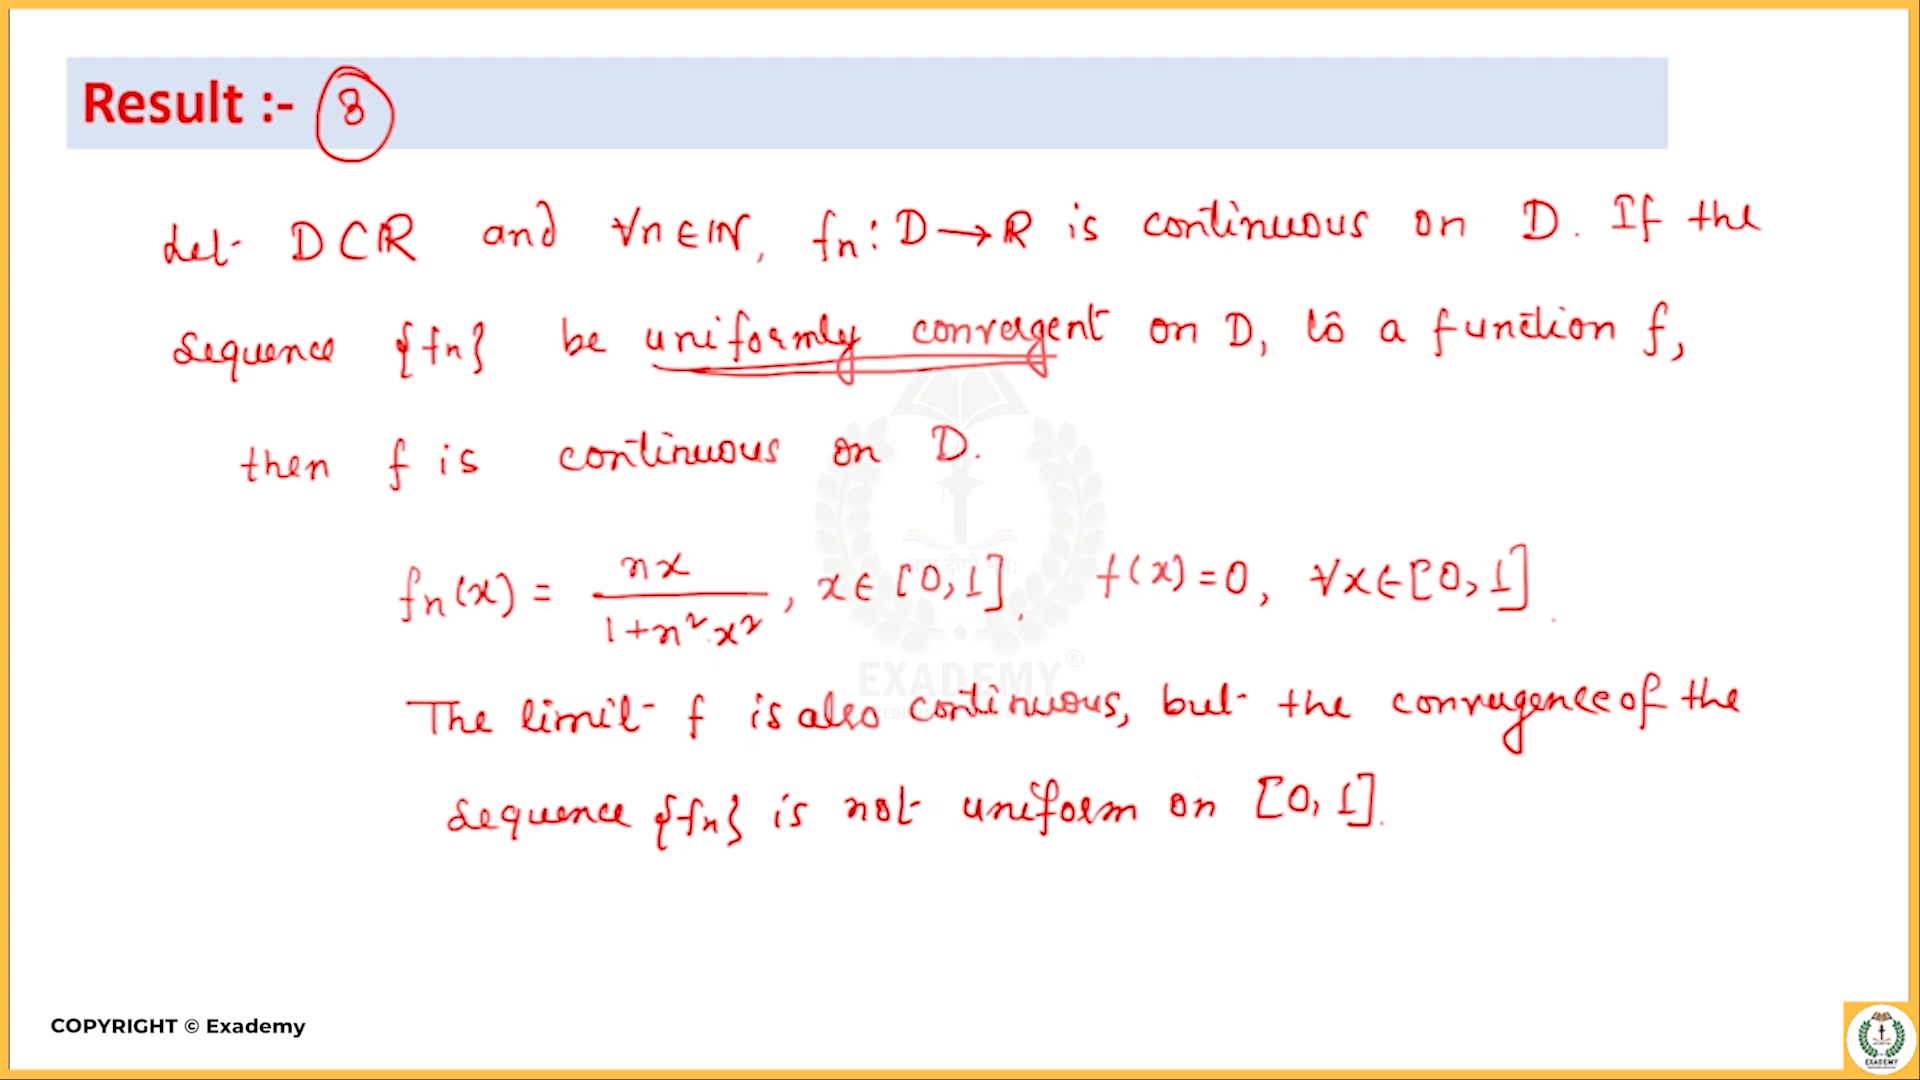 Result :- 8
Let D ⊂ ℝ and ∀n ∈ ℕ, fn : D → ℝ is continuous on D. If the
sequence {fn} be uniformly convergent on D, to a function f,
then f is continuous on D.
fn(x) = nx / (1+n²x²), x ∈ [0,1]. f(x) = 0, ∀x ∈ [0,1].
EXADEMY®
The limit f is also continuous, but the convergence of the
sequence {fn} is not uniform on [0,1].
COPYRIGHT © Exademy
EXADEMY